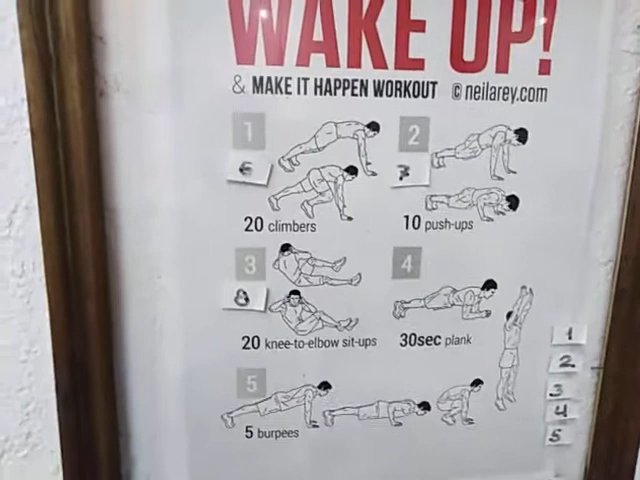 WAKE UP!
& MAKE IT HAPPEN WORKOUT © neilarey.com
1
2
6
7
20 climbers
10 push-ups
3
4
8
20 knee-to-elbow sit-ups
30sec plank
1
2
3
4
5
5
5 burpees